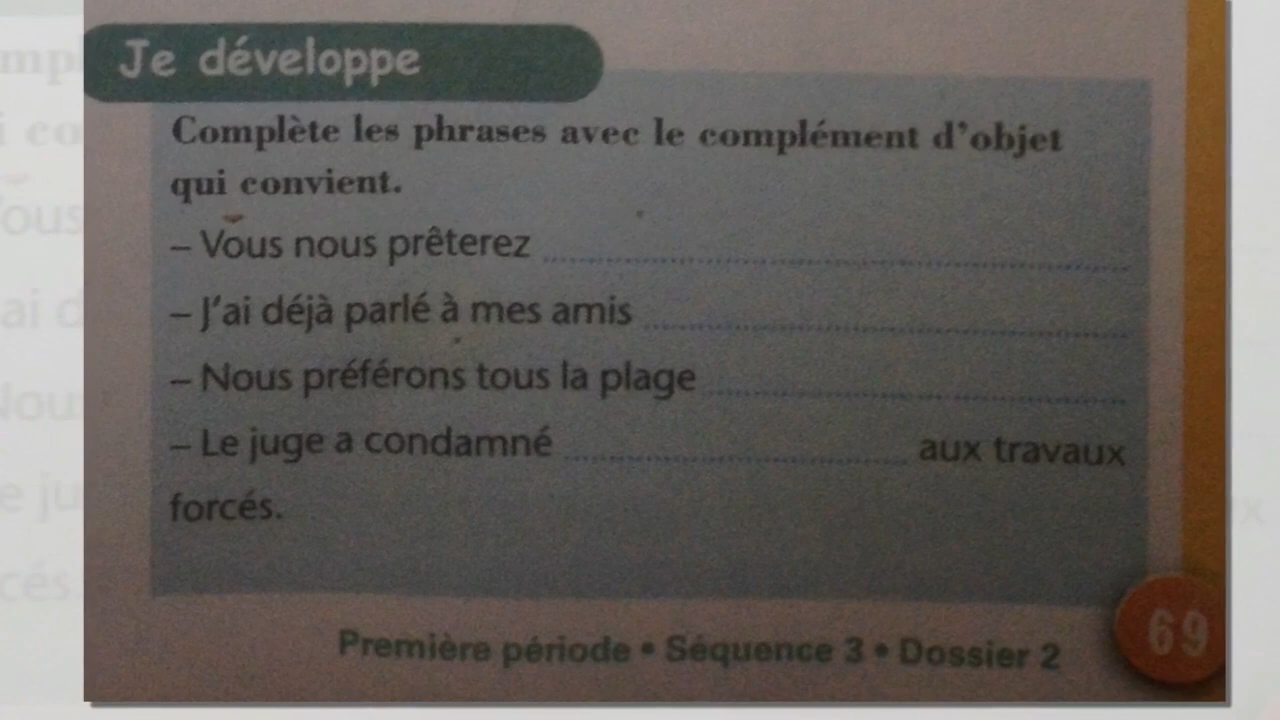 Je développe
Complète les phrases avec le complément d'objet
qui convient.
– Vous nous prêterez ........................
– J'ai déjà parlé à mes amis ........................
– Nous préférons tous la plage ........................
– Le juge a condamné ........................ aux travaux
forcés.
69
Première période • Séquence 3 • Dossier 2